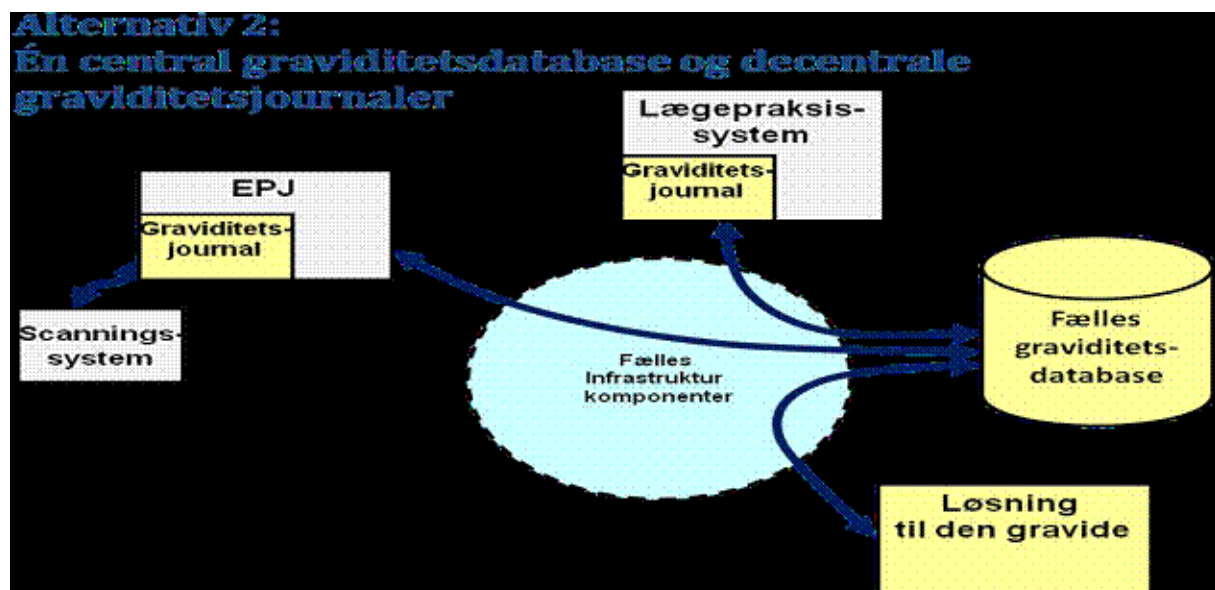 Alternativ 2:
Én central graviditetsdatabase og decentrale
graviditetsjournaler
Lægepraksis-
system
Graviditets-
journal
EPJ
Graviditets-
journal
Scannings-
system
Fælles
Infrastruktur
komponenter
Fælles
graviditets-
database
Løsning
til den gravide